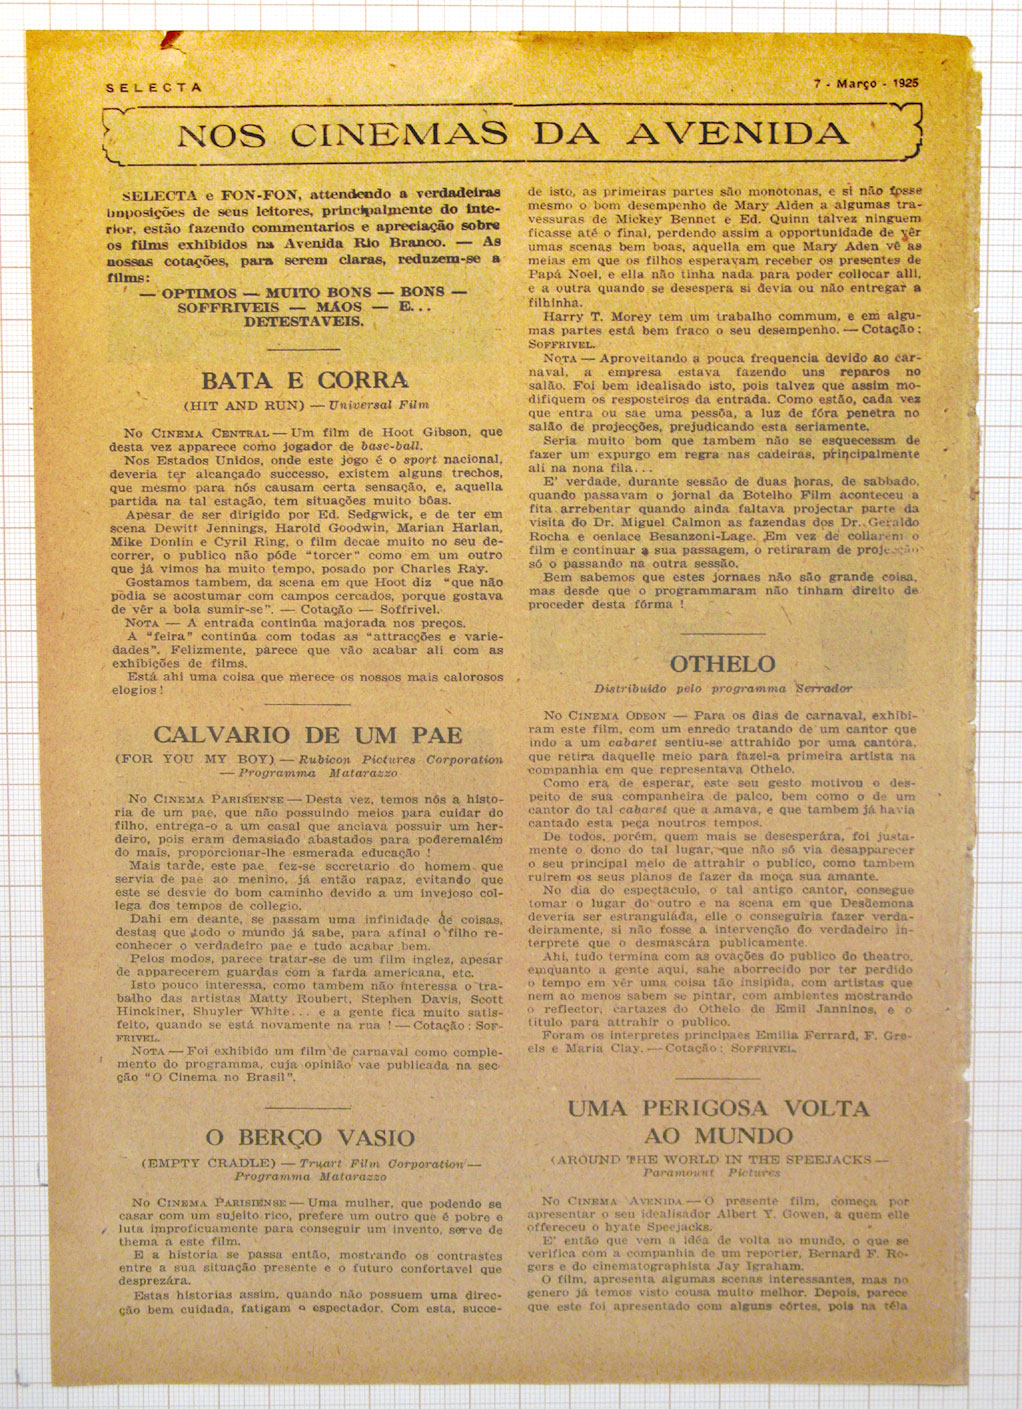 SELECTA
7 - Março - 1925
NOS CINEMAS DA AVENIDA
SELECTA e FON-FON, attendendo a verdadeiras
imposições de seus leitores, principalmente do inte-
rior, estão fazendo commentarios e apreciação sobre
os films exhibidos na Avenida Rio Branco. — As
nossas cotações, para serem claras, reduzem-se a
films:
— OPTIMOS — MUITO BONS — BONS —
SOFFRIVEIS — MÁOS — E...
DETESTAVEIS.
BATA E CORRA
(HIT AND RUN) — Universal Film
No CINEMA CENTRAL — Um film de Hoot Gibson, que
desta vez apparece como jogador de base-ball.
Nos Estados Unidos, onde este jogo é o sport nacional,
deveria ter alcançado successo, existem alguns trechos,
que mesmo para nós causam certa sensação, e, aquella
partida na tal estação, tem situações muito bôas.
Apesar de ser dirigido por Ed. Sedgwick, e de ter em
scena Dewitt Jennings, Harold Goodwin, Marian Harlan,
Mike Donlin e Cyril Ring, o film decae muito no seu de-
correr, o publico não póde "torcer" como em um outro
que já vimos ha muito tempo, posado por Charles Ray.
Gostamos tambem, da scena em que Hoot diz "que não
podia se acostumar com campos cercados, porque gostava
de vêr a bola sumir-se". — Cotação — Soffrivel.
NOTA — A entrada continúa majorada nos preços.
A "feira" continúa com todas as "attracções e varie-
dades". Felizmente, parece que vão acabar ali com as
exhibições de films.
Está ahi uma coisa que merece os nossos mais calorosos
elogios!
CALVARIO DE UM PAE
(FOR YOU MY BOY) — Rubicon Pictures Corporation
— Programma Matarazzo
No CINEMA PARISIENSE — Desta vez, temos nós a histo-
ria de um pae, que não possuindo meios para cuidar do
filho, entrega-o a um casal que anciava possuir um her-
deiro, pois eram demasiado abastados para poderemalém
do mais, proporcionar-lhe esmerada educação!
Mais tarde, este pae fez-se secretario do homem que
servia de pae ao menino, já então rapaz, evitando que
este se desvie do bom caminho devido a um invejoso col-
lega dos tempos de collegio.
Dahi em deante, se passam uma infinidade de coisas,
destas que todo o mundo já sabe, para afinal o filho re-
conhecer o verdadeiro pae e tudo acabar bem.
Pelos modos, parece tratar-se de um film inglez, apesar
de apparecerem guardas com a farda americana, etc.
Isto pouco interessa, como tambem não interessa o tra-
balho das artistas Matty Roubert, Stephen Davis, Scott
Hinckiner, Shuyler White... e a gente fica muito satis-
feito, quando se está novamente na rua! — Cotação: SOF-
FRIVEL.
NOTA — Foi exhibido um film de carnaval como comple-
mento do programma, cuja opinião vae publicada na sec-
ção "O Cinema no Brasil".
O BERÇO VASIO
(EMPTY CRADLE) — Truart Film Corporation —
Programma Matarazzo
No CINEMA PARISIENSE — Uma mulher, que podendo se
casar com um sujeito rico, prefere um outro que é pobre e
luta improficuamente para conseguir um invento, serve de
thema a este film.
E a historia se passa então, mostrando os contrastes
entre a sua situação presente e o futuro confortavel que
desprezára.
Estas historias assim, quando não possuem uma direc-
ção bem cuidada, fatigam o espectador. Com esta, succe-
de isto, as primeiras partes são monotonas, e si não fosse
mesmo o bom desempenho de Mary Alden a algumas tra-
vessuras de Mickey Bennet e Ed. Quinn talvez ninguem
ficasse até o final, perdendo assim a opportunidade de vêr
umas scenas bem boas, aquella em que Mary Aden vê as
meias em que os filhos esperavam receber os presentes de
Papá Noel, e ella não tinha nada para poder collocar alli,
e a outra quando se desespera si devia ou não entregar a
filhinha.
Harry T. Morey tem um trabalho commum, e em algu-
mas partes está bem fraco o seu desempenho. — Cotação:
SOFFRIVEL.
NOTA — Aproveitando a pouca frequencia devido ao car-
naval, a empresa estava fazendo uns reparos no
salão. Foi bem idealisado isto, pois talvez que assim mo-
difiquem os resposteiros da entrada. Como estão, cada vez
que entra ou sae uma pessôa, a luz de fóra penetra no
salão de projecções, prejudicando esta seriamente.
Seria muito bom que tambem não se esquecessm de
fazer um expurgo em regra nas cadeiras, principalmente
ali na nona fila...
E' verdade, durante sessão de duas horas, de sabbado,
quando passavam o jornal da Botelho Film aconteceu a
fita arrebentar quando ainda faltava projectar parte da
visita do Dr. Miguel Calmon as fazendas dos Dr. Geraldo
Rocha e oenlace Besanzoni-Lage. Em vez de collarem o
film e continuar a sua passagem, o retiraram de projecção
só o passando na outra sessão.
Bem sabemos que estes jornaes não são grande coisa,
mas desde que o programmaram não tinham direito de
proceder desta fórma!
OTHELO
Distribuido pelo programma Serrador
No CINEMA ODEON — Para os dias de carnaval, exhibi-
ram este film, com um enredo tratando de um cantor que
indo a um cabaret sentiu-se attrahido por uma cantora,
que retira daquelle meio para fazel-a primeira artista na
companhia em que representava Othelo.
Como era de esperar, este seu gesto motivou o des-
peito de sua companheira de palco, bem como o de um
cantor do tal cabaret que a amava, e que tambem já havia
cantado esta peça noutros tempos.
De todos, porém, quem mais se desesperára, foi justa-
mente o dono do tal lugar, que não só via desapparecer
o seu principal meio de attrahir o publico, como tambem
ruirem os seus planos de fazer da moça sua amante.
No dia do espectaculo, o tal antigo cantor, consegue
tomar o lugar do outro e na scena em que Desdemona
deveria ser estrangulada, elle o conseguiria fazer verda-
deiramente, si não fosse a intervenção do verdadeiro in-
terprete que o desmascára publicamente.
Ahi, tudo termina com as ovações do publico do theatro,
emquanto a gente aqui, sahe aborrecido por ter perdido
o tempo em vêr uma coisa tão insipida, com artistas que
nem ao menos sabem se pintar, com ambientes mostrando
o reflector, cartazes do Othelo de Emil Janninos, e o
titulo para attrahir o publico.
Foram os interpretes principaes Emilia Ferrard, F. Gre-
els e Maria Clay. — Cotação: SOFFRIVEL.
UMA PERIGOSA VOLTA
AO MUNDO
(AROUND THE WORLD IN THE SPEEJACKS —
Paramount Pictures
No CINEMA AVENIDA — O presente film, começa por
apresentar o seu idealisador Albert Y. Gowen, a quem elle
offereceu o hyate Speejacks.
E' então que vem a idéa de volta ao mundo, o que se
verifica com a companhia de um reporter, Bernard F. Ro-
gers e do cinematographista Jay Igraham.
O film, apresenta algumas scenas interessantes, mas no
genero já temos visto cousa muito melhor. Depois, parece
que este foi apresentado com alguns córtes, pois na téla